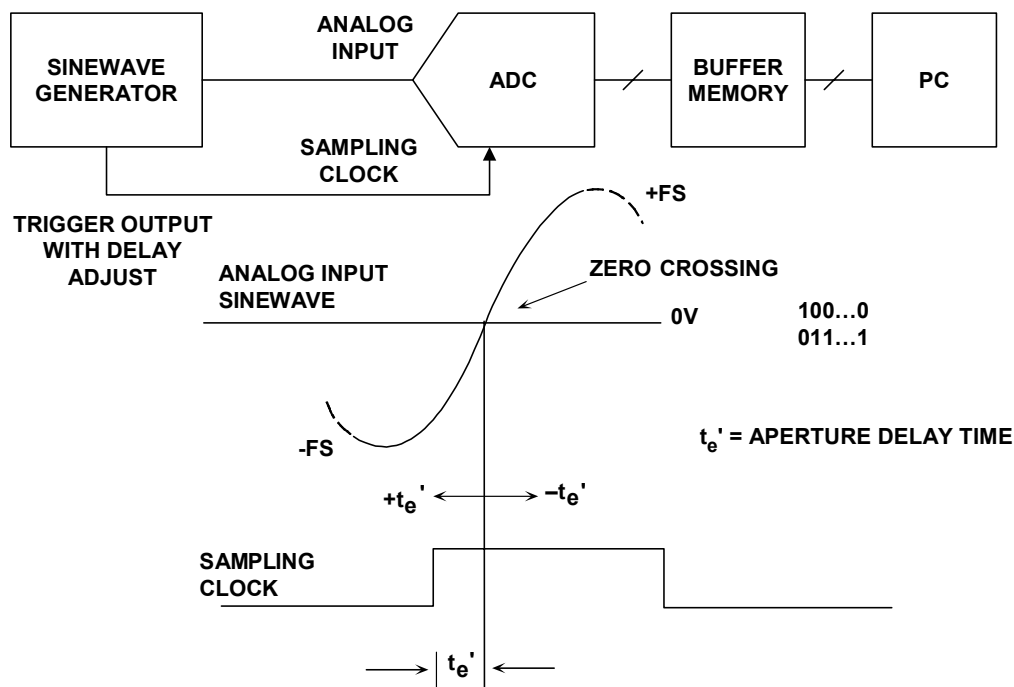 ANALOG
INPUT
SINEWAVE
GENERATOR
ADC
BUFFER
MEMORY
PC
SAMPLING
CLOCK
TRIGGER OUTPUT
WITH DELAY
ADJUST
+FS
ANALOG INPUT
SINEWAVE
ZERO CROSSING
0V
100…0
011…1
-FS
te' = APERTURE DELAY TIME
+te'
–te'
SAMPLING
CLOCK
te'